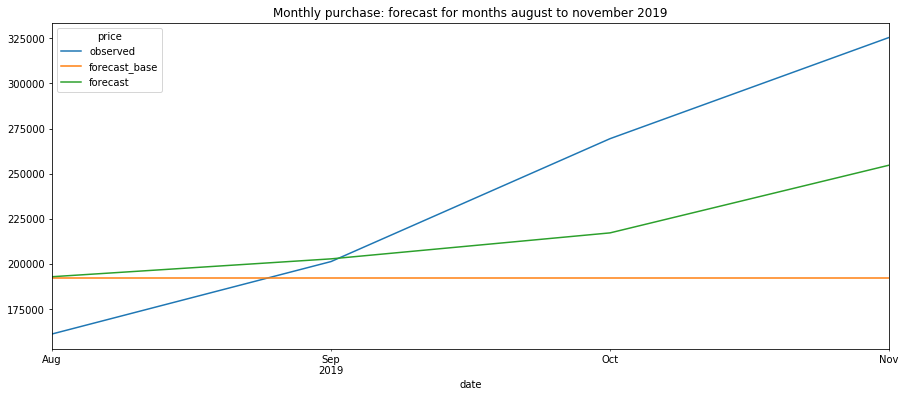 Monthly purchase: forecast for months august to november 2019
price
observed
forecast_base
forecast
325000
300000
275000
250000
225000
200000
175000
Aug
Sep
2019
Oct
Nov
date